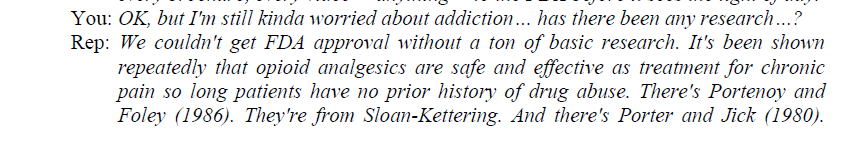 You: OK, but I'm still kinda worried about addiction… has there been any research…?
Rep: We couldn't get FDA approval without a ton of basic research. It's been shown
repeatedly that opioid analgesics are safe and effective as treatment for chronic
pain so long patients have no prior history of drug abuse. There's Portenoy and
Foley (1986). They're from Sloan-Kettering. And there's Porter and Jick (1980).